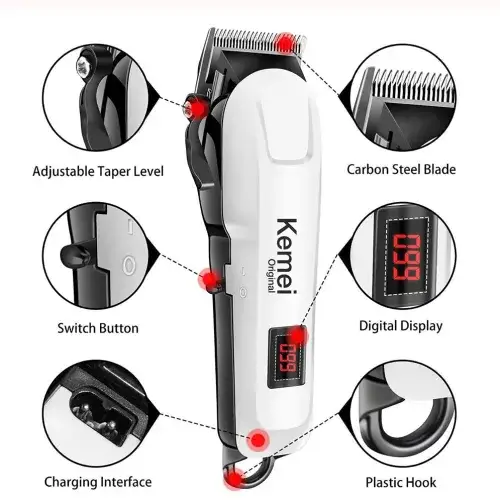 Adjustable Taper Level
Carbon Steel Blade
I
O
Switch Button
Kemei
Original
099
Digital Display
099
Charging Interface
Plastic Hook